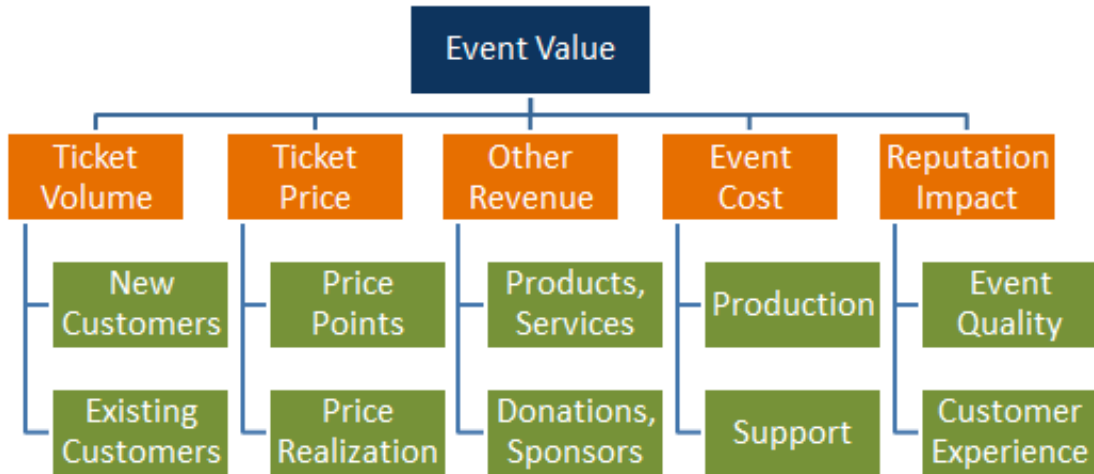 Event Value
Ticket
Volume
Ticket
Price
Other
Revenue
Event
Cost
Reputation
Impact
New
Customers
Price
Points
Products,
Services
Production
Event
Quality
Existing
Customers
Price
Realization
Donations,
Sponsors
Support
Customer
Experience